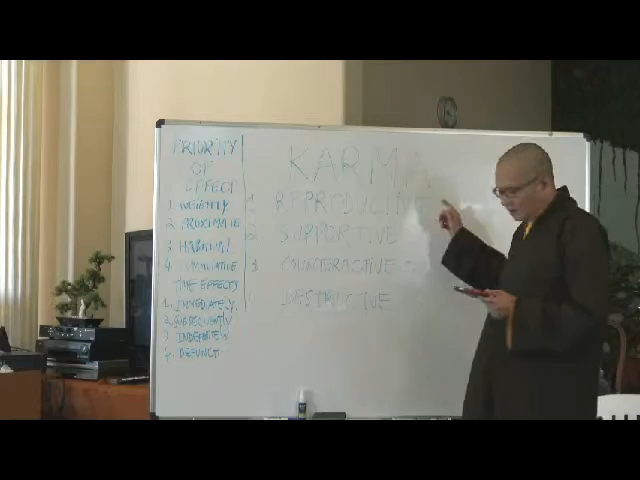 PRIORITY
OF
EFFECT
1. WEIGHTY
2 PROXIMATE
3 HABITUAL
4
TIME EFFECTS
1. IMMEDIATELY
2. SUBSEQUENTLY
3 INDEFINITELY
4. DEFUNCT
KARMA
1 REPRODUCTIVE
2 SUPPORTIVE
3 COUNTERACTIVE
DESTRUCTIVE